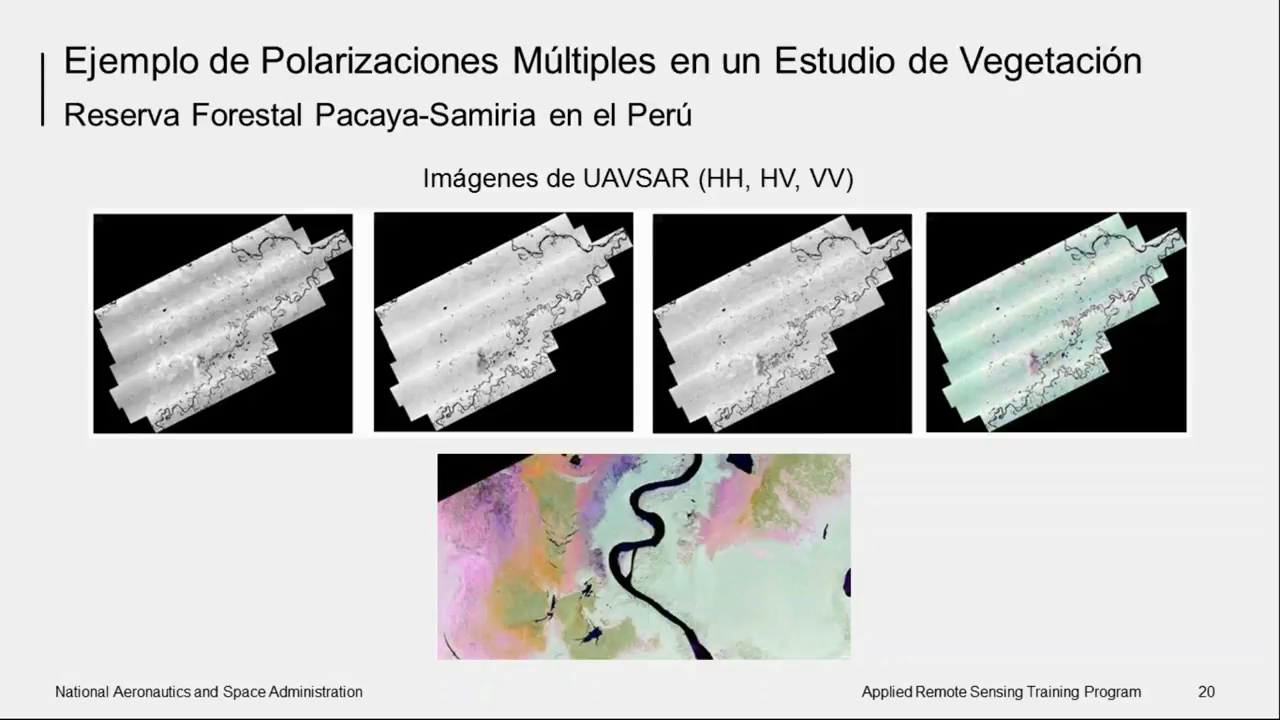 Ejemplo de Polarizaciones Múltiples en un Estudio de Vegetación
Reserva Forestal Pacaya-Samiria en el Perú
Imágenes de UAVSAR (HH, HV, VV)
National Aeronautics and Space Administration
Applied Remote Sensing Training Program
20